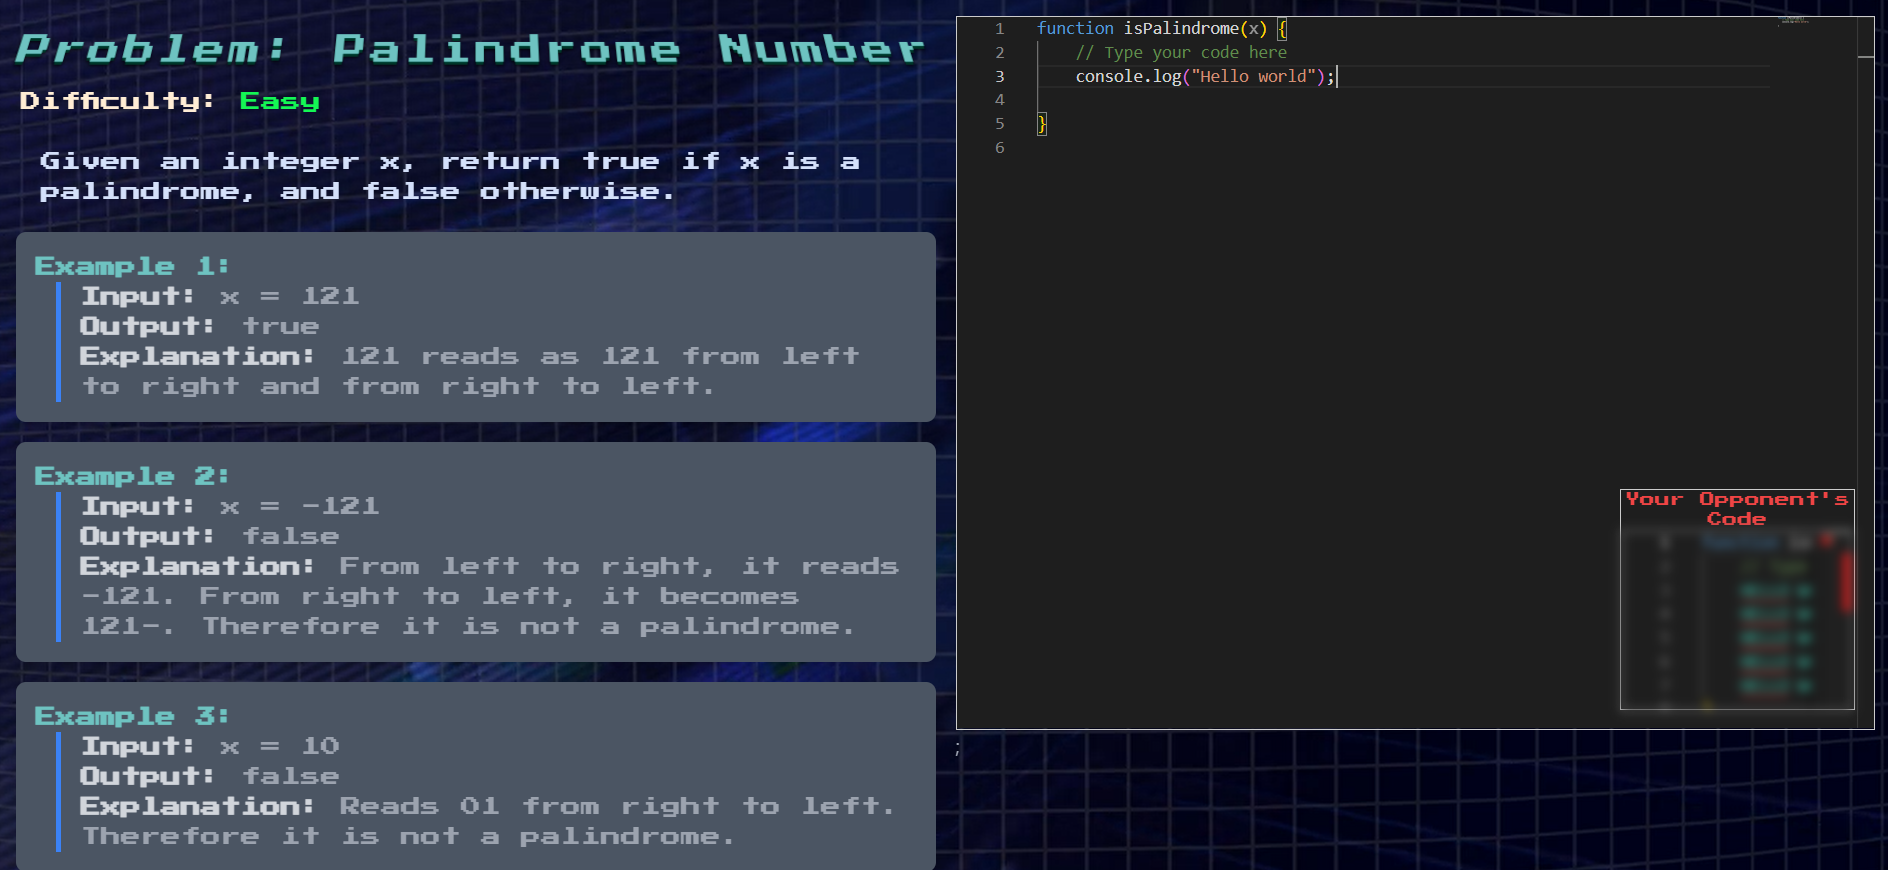 Problem: Palindrome Number
Difficulty: Easy
Given an integer x, return true if x is a
palindrome, and false otherwise.
Example 1:
Input: x = 121
Output: true
Explanation: 121 reads as 121 from left
to right and from right to left.
Example 2:
Input: x = -121
Output: false
Explanation: From left to right, it reads
-121. From right to left, it becomes
121-. Therefore it is not a palindrome.
Example 3:
Input: x = 10
Output: false
Explanation: Reads 01 from right to left.
Therefore it is not a palindrome.
1 function isPalindrome(x) {
2 // Type your code here
3 console.log("Hello world");
4
5 }
6
Your Opponent's
Code
;